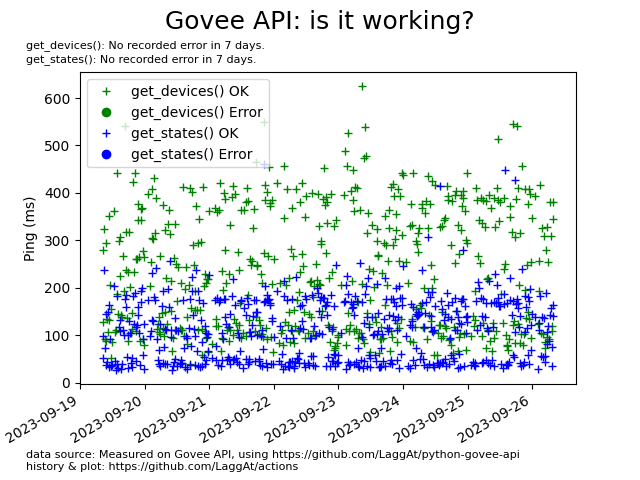 Govee API: is it working?
get_devices(): No recorded error in 7 days.
get_states(): No recorded error in 7 days.
get_devices() OK
get_devices() Error
get_states() OK
get_states() Error
Ping (ms)
600
500
400
300
200
100
0
2023-09-19
2023-09-20
2023-09-21
2023-09-22
2023-09-23
2023-09-24
2023-09-25
2023-09-26
data source: Measured on Govee API, using https://github.com/LaggAt/python-govee-api
history & plot: https://github.com/LaggAt/actions